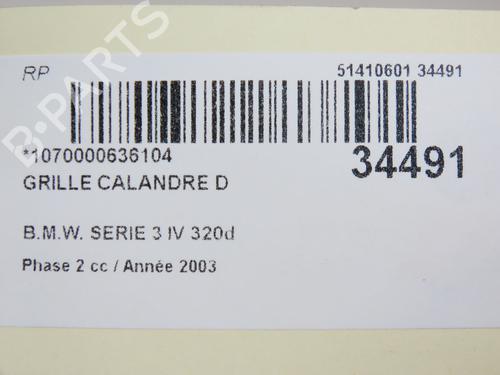 RP
51410601 34491
*1070000636104
34491
GRILLE CALANDRE D
B.M.W. SERIE 3 IV 320d
Phase 2 cc / Année 2003
B-PARTS